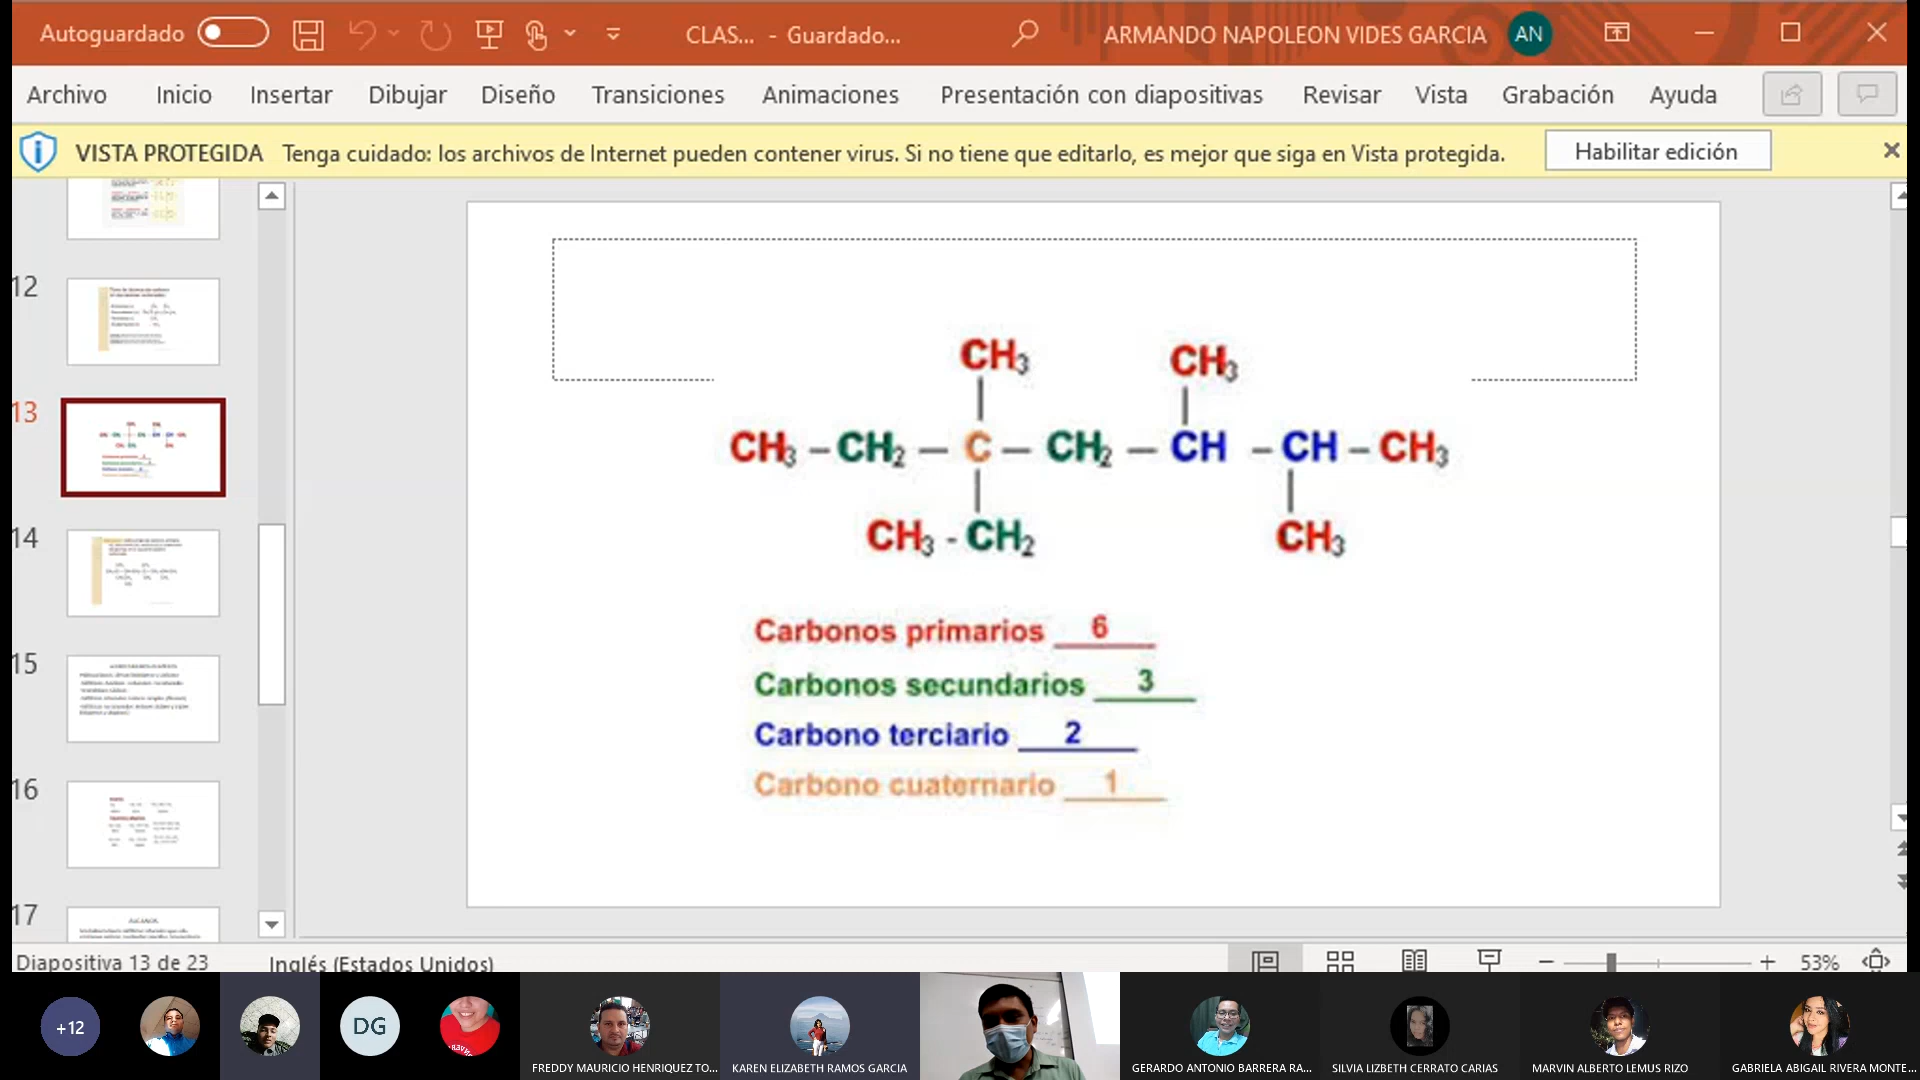 Autoguardado CLAS... - Guardado... ARMANDO NAPOLEON VIDES GARCIA AN
Archivo Inicio Insertar Dibujar Diseño Transiciones Animaciones Presentación con diapositivas Revisar Vista Grabación Ayuda
VISTA PROTEGIDA Tenga cuidado: los archivos de Internet pueden contener virus. Si no tiene que editarlo, es mejor que siga en Vista protegida. Habilitar edición
12
13
14
15
16
17
ALCANOS
CH₃ CH₃
CH₃ – CH₂ – C – CH₂ – CH – CH – CH₃
CH₃ - CH₂ CH₃
Carbonos primarios 6
Carbonos secundarios 3
Carbono terciario 2
Carbono cuaternario 1
Diapositiva 13 de 23 Inglés (Estados Unidos) 53%
+12 DG
FREDDY MAURICIO HENRIQUEZ TO... KAREN ELIZABETH RAMOS GARCIA GERARDO ANTONIO BARRERA RA... SILVIA LIZBETH CERRATO CARIAS MARVIN ALBERTO LEMUS RIZO GABRIELA ABIGAIL RIVERA MONTE...